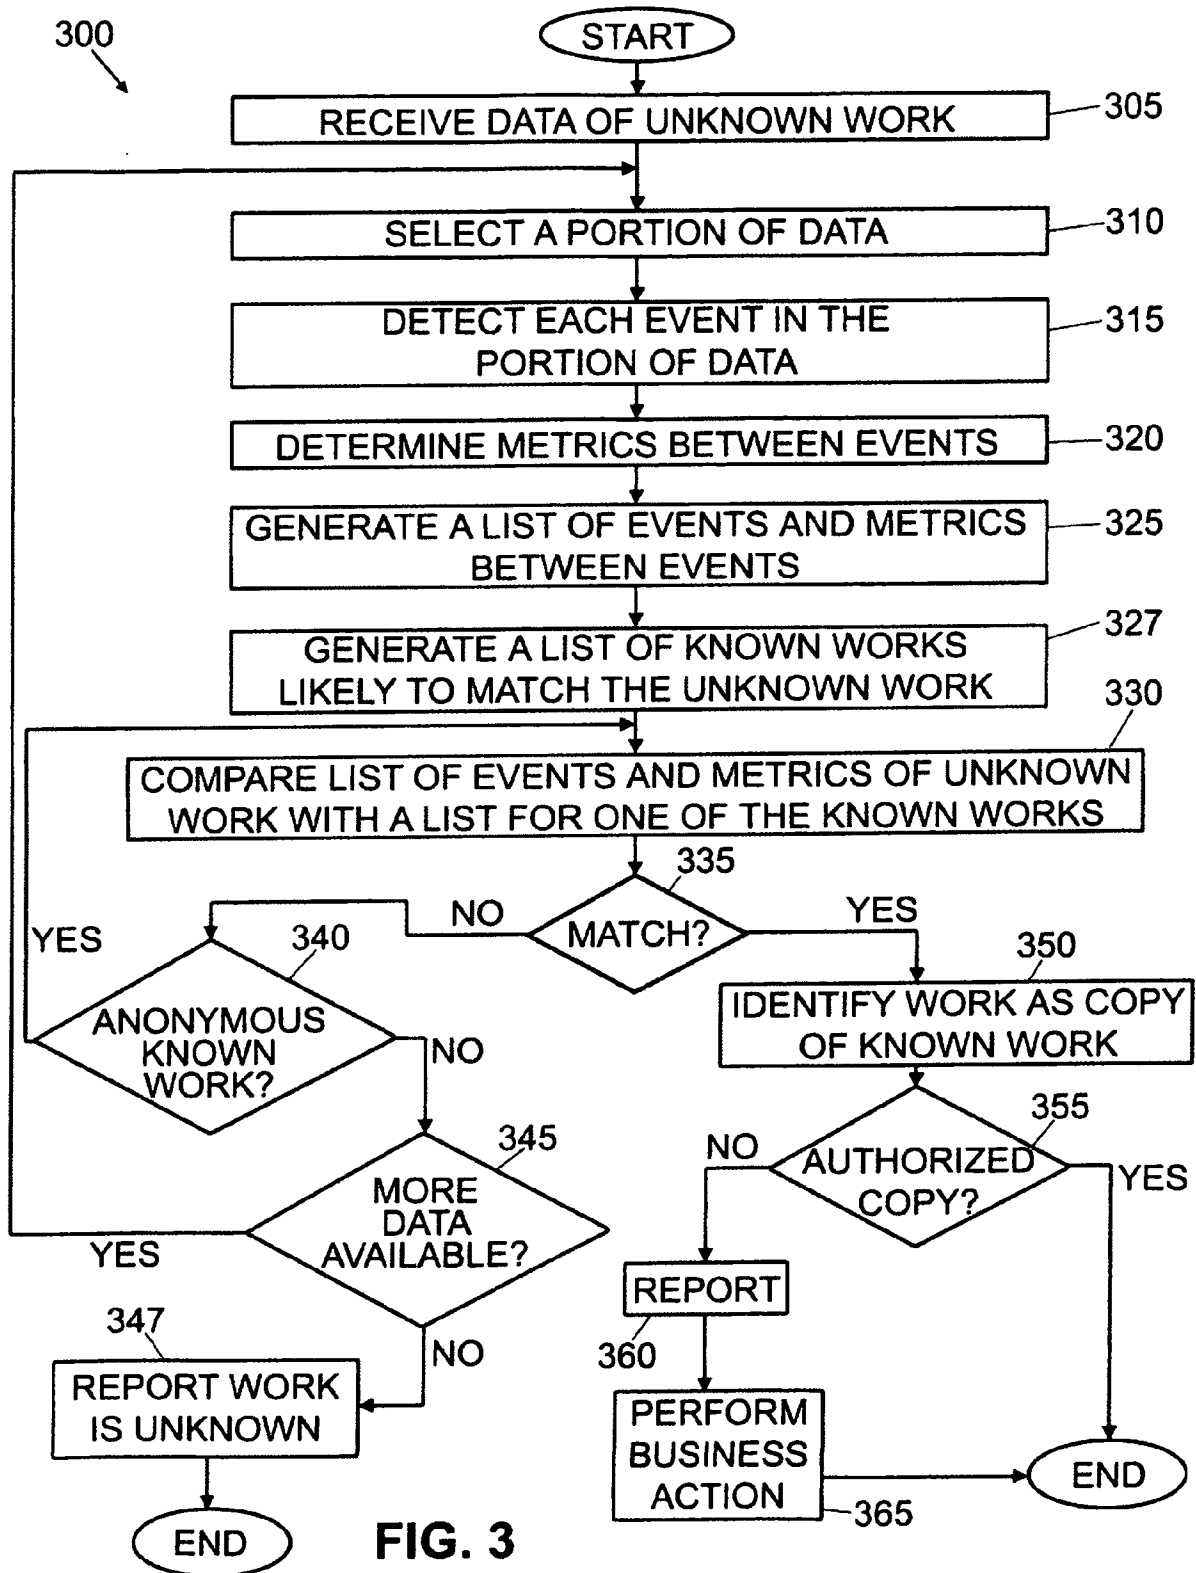 300
START
RECEIVE DATA OF UNKNOWN WORK
305
SELECT A PORTION OF DATA
310
DETECT EACH EVENT IN THE
PORTION OF DATA
315
DETERMINE METRICS BETWEEN EVENTS
320
GENERATE A LIST OF EVENTS AND METRICS
BETWEEN EVENTS
325
GENERATE A LIST OF KNOWN WORKS
LIKELY TO MATCH THE UNKNOWN WORK
327
330
COMPARE LIST OF EVENTS AND METRICS OF UNKNOWN
WORK WITH A LIST FOR ONE OF THE KNOWN WORKS
335
MATCH?
NO
YES
YES
340
ANONYMOUS
KNOWN
WORK?
NO
350
IDENTIFY WORK AS COPY
OF KNOWN WORK
345
MORE
DATA
AVAILABLE?
YES
NO
355
AUTHORIZED
COPY?
NO
YES
347
REPORT WORK
IS UNKNOWN
END
REPORT
360
PERFORM
BUSINESS
ACTION
365
END
FIG. 3